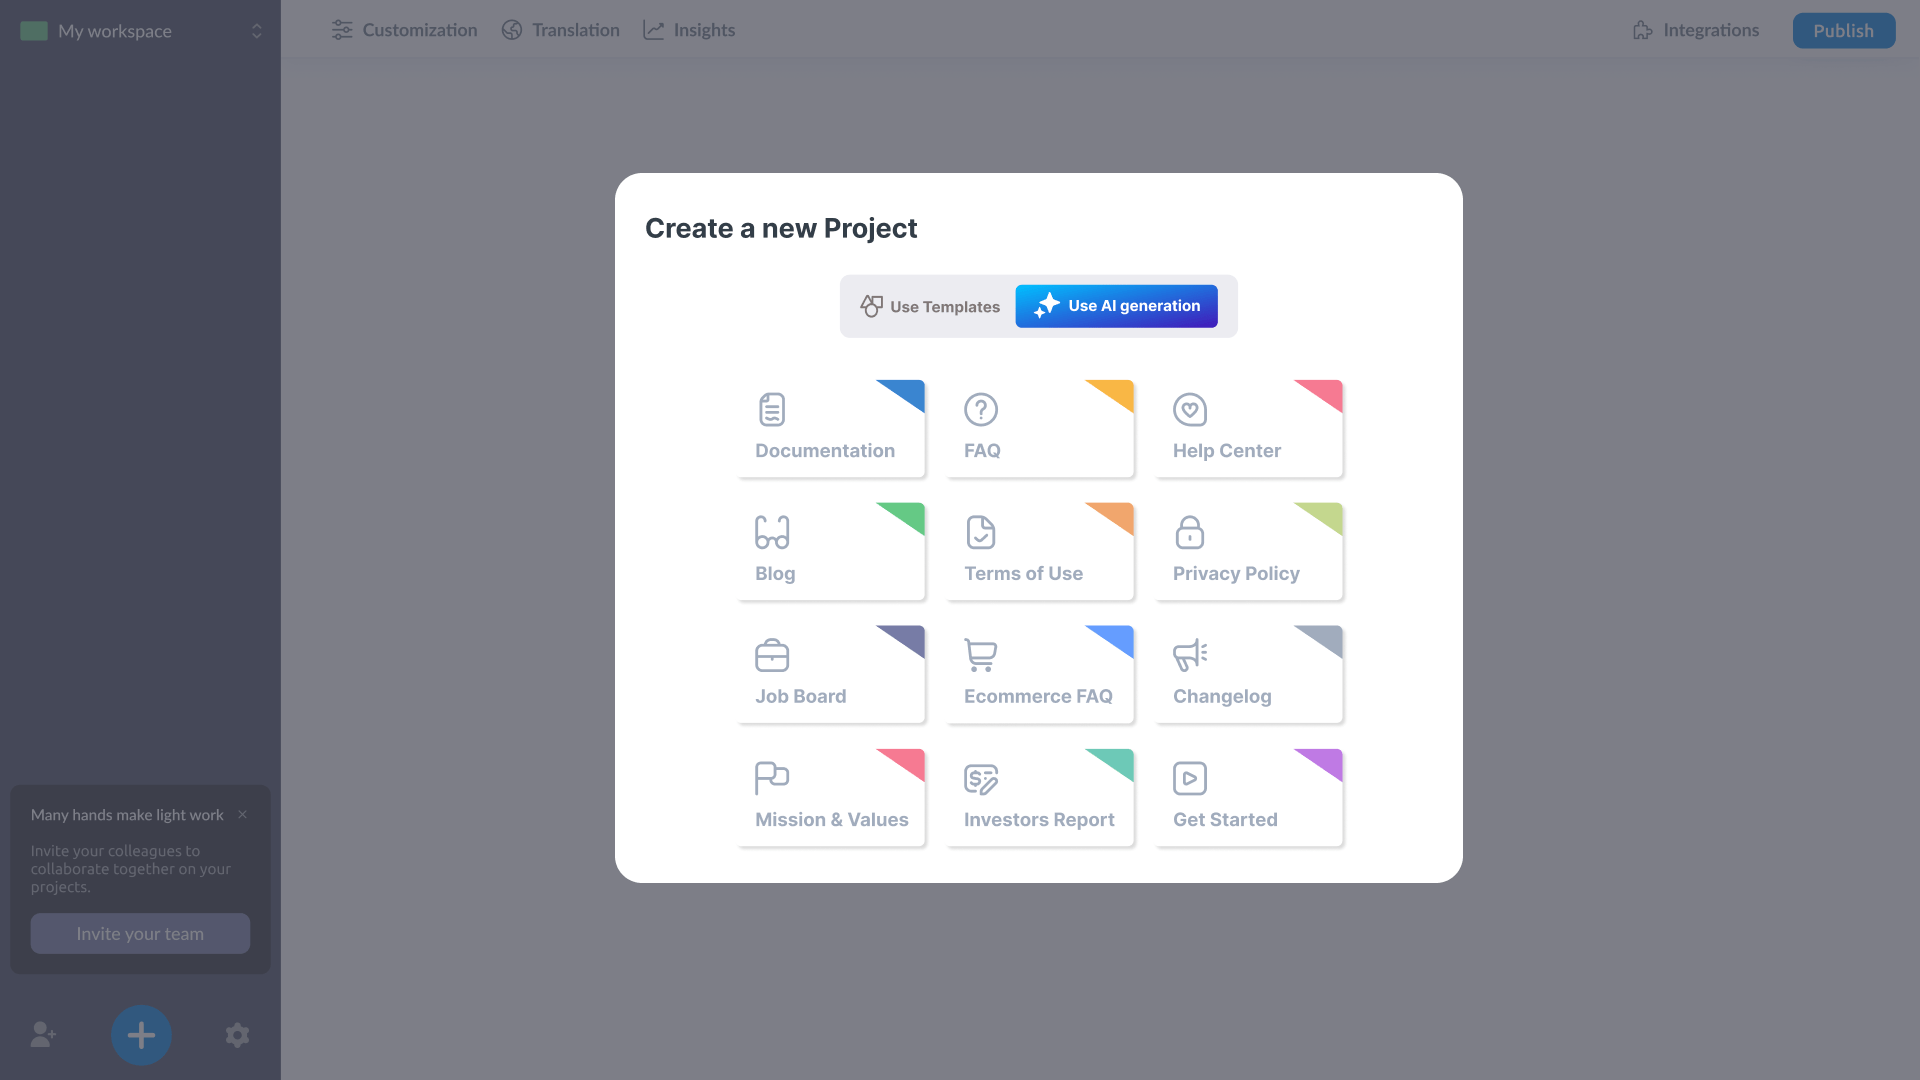 My workspace
Customization
Translation
Insights
Integrations
Publish
Create a new Project
Use Templates
Use AI generation
Documentation
FAQ
Help Center
Blog
Terms of Use
Privacy Policy
Job Board
Ecommerce FAQ
Changelog
Mission & Values
Investors Report
Get Started
Many hands make light work
Invite your colleagues to
collaborate together on your
projects.
Invite your team